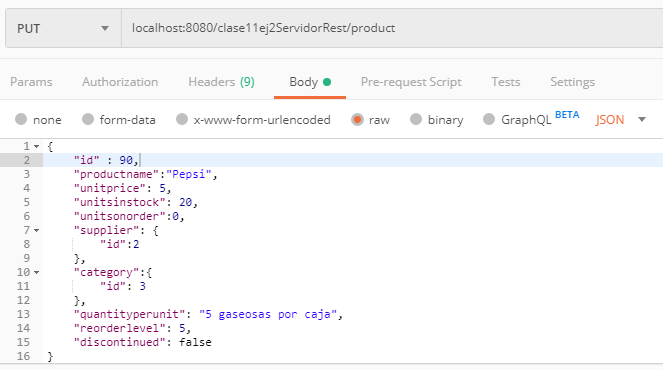 PUT localhost:8080/clase11ej2ServidorRest/product
Params Authorization Headers (9) Body Pre-request Script Tests Settings
none form-data x-www-form-urlencoded raw binary GraphQL BETA JSON
1 {
2 "id" : 90,
3 "productname":"Pepsi",
4 "unitprice": 5,
5 "unitsinstock": 20,
6 "unitsonorder":0,
7 "supplier": {
8 "id":2
9 },
10 "category":{
11 "id": 3
12 },
13 "quantityperunit": "5 gaseosas por caja",
14 "reorderlevel": 5,
15 "discontinued": false
16 }